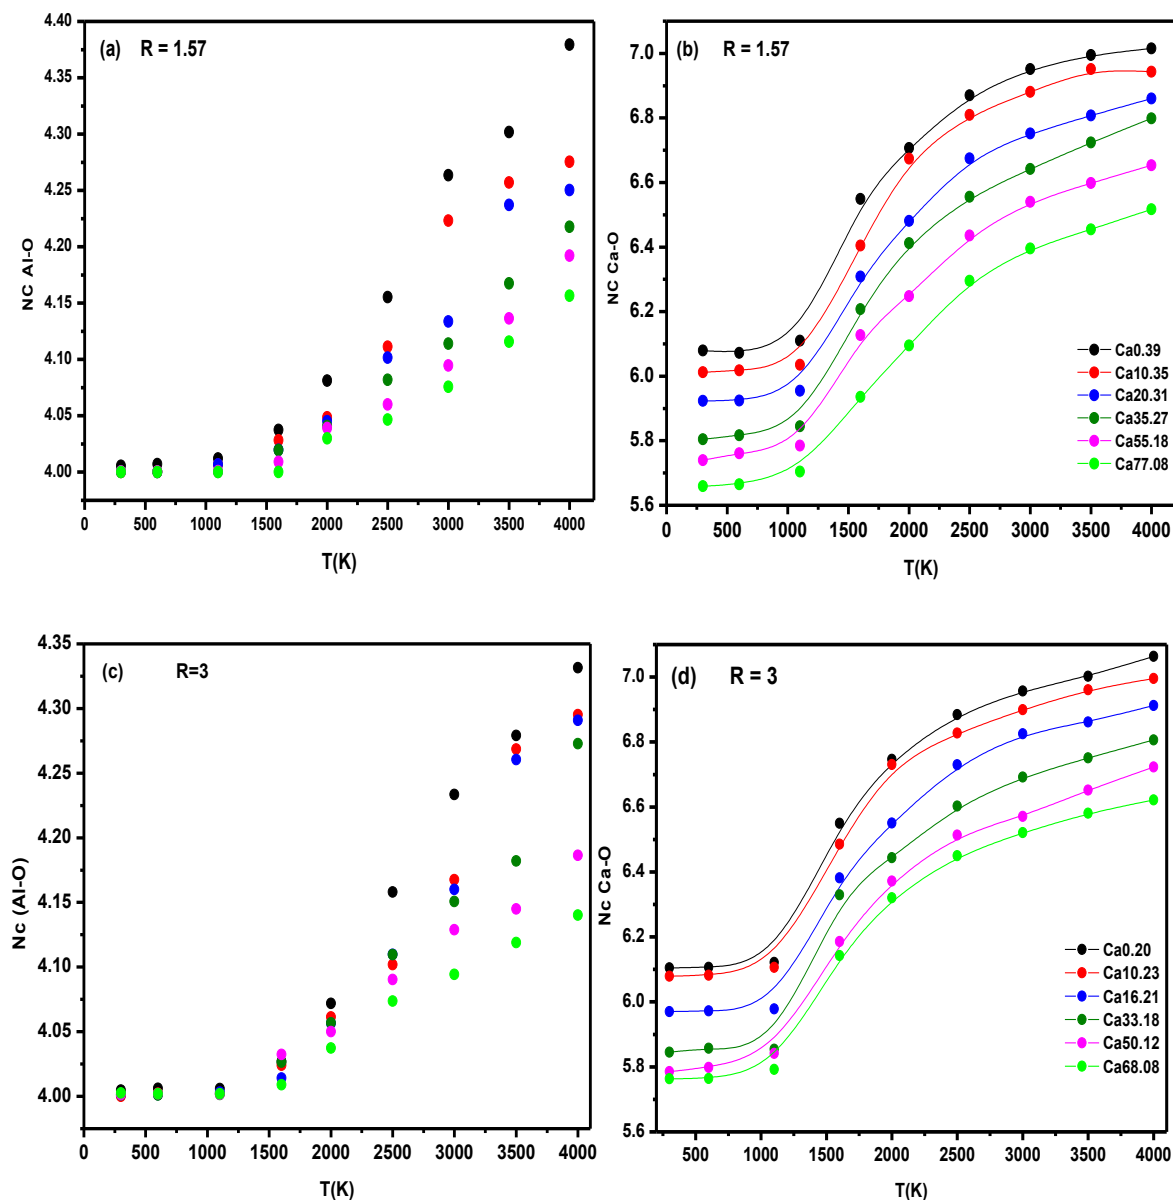 (a) R = 1.57
4.40
4.35
4.30
4.25
4.20
4.15
4.10
4.05
4.00
NC Al-O
0 500 1000 1500 2000 2500 3000 3500 4000
T(K)
(b) R = 1.57
7.0
6.8
6.6
6.4
6.2
6.0
5.8
5.6
NC Ca-O
Ca0.39
Ca10.35
Ca20.31
Ca35.27
Ca55.18
Ca77.08
0 500 1000 1500 2000 2500 3000 3500 4000
T(K)
(c) R=3
4.35
4.30
4.25
4.20
4.15
4.10
4.05
4.00
Nc (Al-O)
0 500 1000 1500 2000 2500 3000 3500 4000
T(K)
(d) R = 3
7.0
6.8
6.6
6.4
6.2
6.0
5.8
5.6
Nc Ca-O
Ca0.20
Ca10.23
Ca16.21
Ca33.18
Ca50.12
Ca68.08
500 1000 1500 2000 2500 3000 3500 4000
T(K)